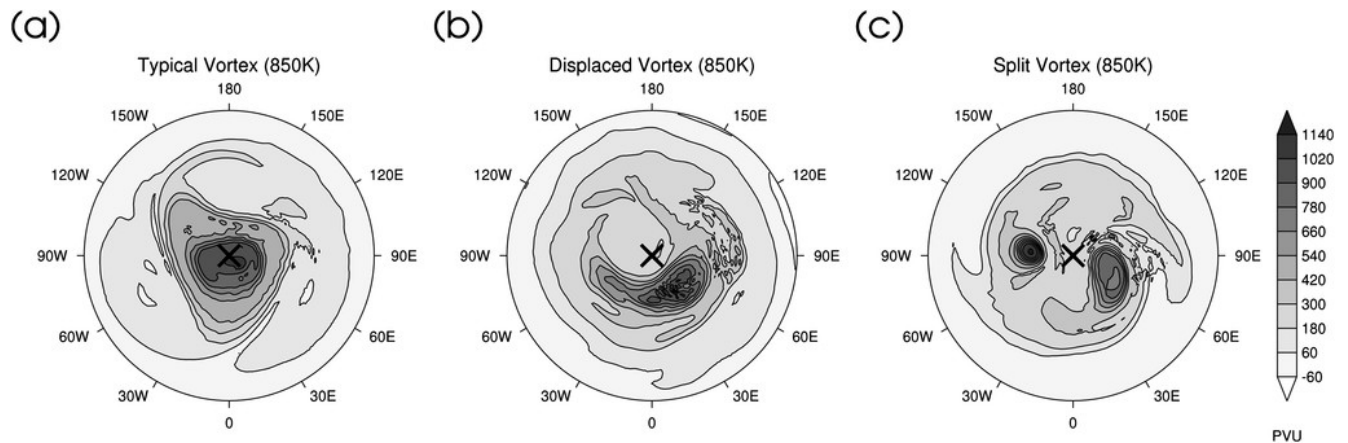 (a)
Typical Vortex (850K)
180
150W
150E
120W
120E
90W
90E
60W
60E
30W
30E
0
(b)
Displaced Vortex (850K)
180
150W
150E
120W
120E
90W
90E
60W
60E
30W
30E
0
(c)
Split Vortex (850K)
180
150W
150E
120W
120E
90W
90E
60W
60E
30W
30E
0
1140
1020
900
780
660
540
420
300
180
60
-60
PVU